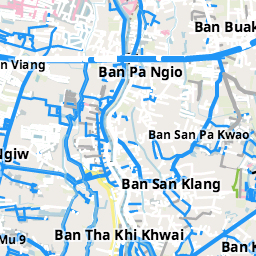 Ban Buak
n Viang
Ban Pa Ngio
Ban San Pa Kwao
Ngiw
Ban San Klang
Ban Tha Khi Khwai
Mu 9
Ban K